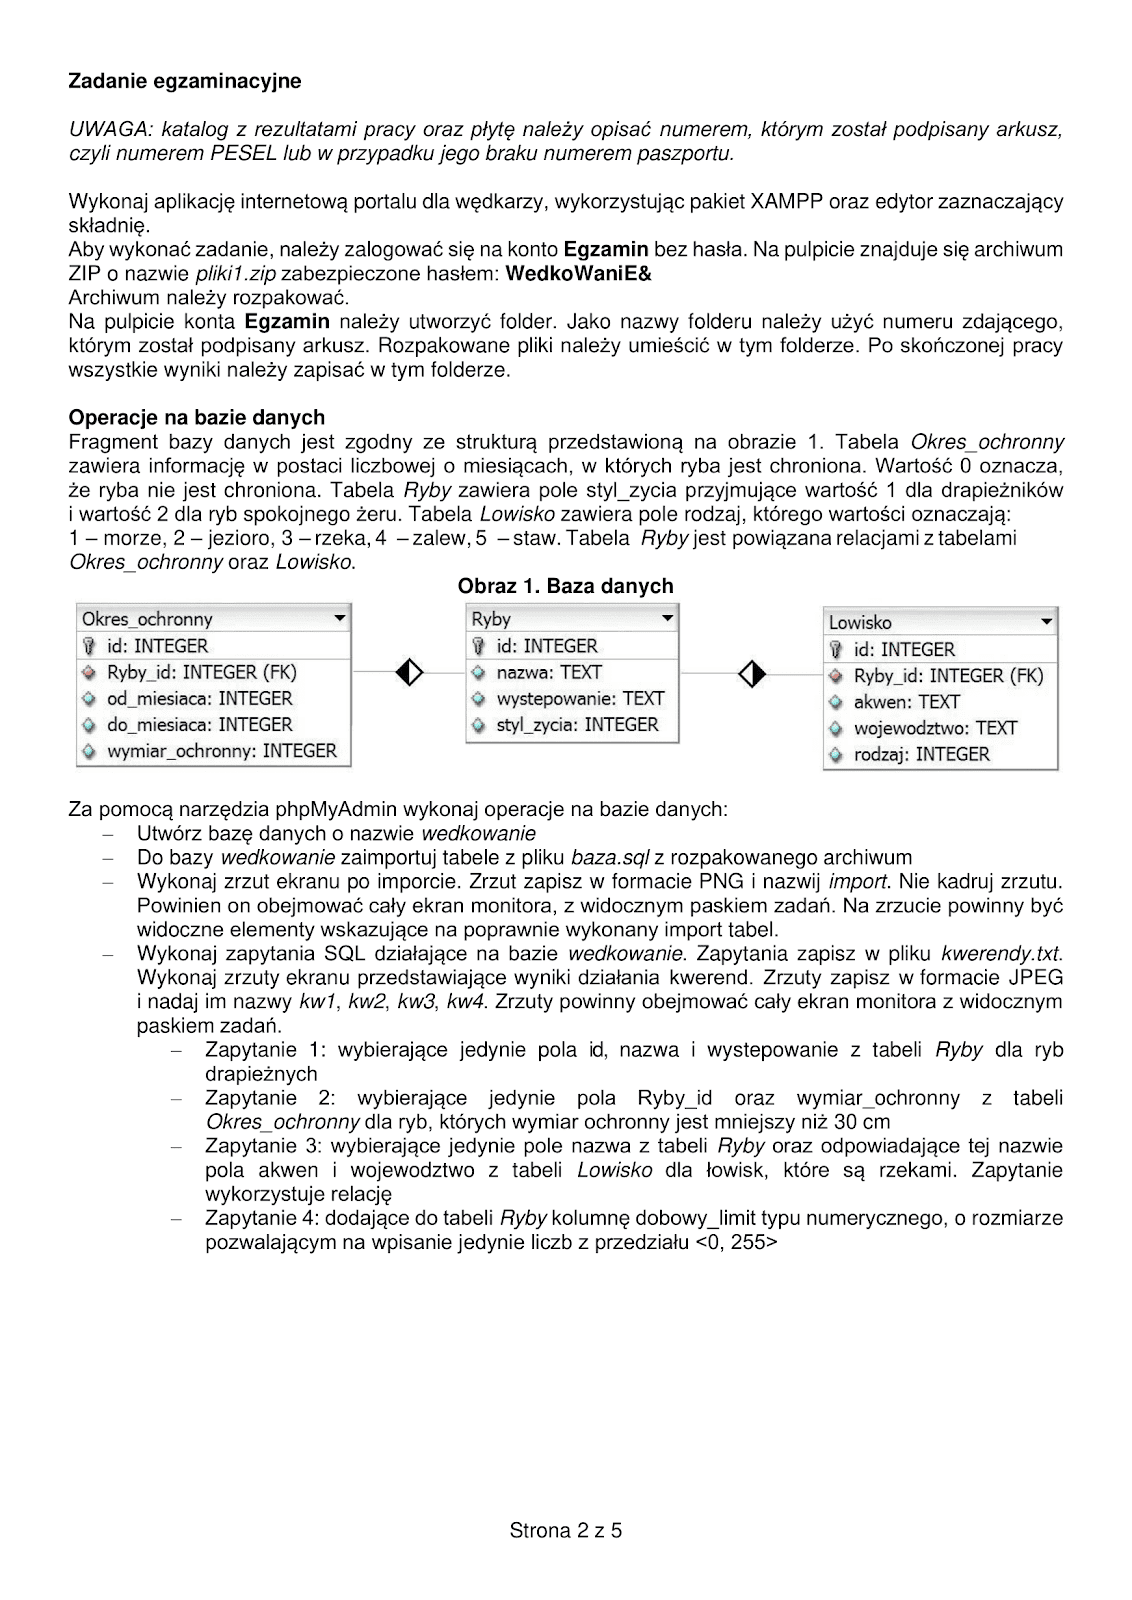 Zadanie egzaminacyjne
UWAGA: katalog z rezultatami pracy oraz płytę należy opisać numerem, którym został podpisany arkusz,
czyli numerem PESEL lub w przypadku jego braku numerem paszportu.
Wykonaj aplikację internetową portalu dla wędkarzy, wykorzystując pakiet XAMPP oraz edytor zaznaczający
składnię.
Aby wykonać zadanie, należy zalogować się na konto Egzamin bez hasła. Na pulpicie znajduje się archiwum
ZIP o nazwie pliki1.zip zabezpieczone hasłem: WedkoWaniE&
Archiwum należy rozpakować.
Na pulpicie konta Egzamin należy utworzyć folder. Jako nazwy folderu należy użyć numeru zdającego,
którym został podpisany arkusz. Rozpakowane pliki należy umieścić w tym folderze. Po skończonej pracy
wszystkie wyniki należy zapisać w tym folderze.
Operacje na bazie danych
Fragment bazy danych jest zgodny ze strukturą przedstawioną na obrazie 1. Tabela Okres_ochronny
zawiera informację w postaci liczbowej o miesiącach, w których ryba jest chroniona. Wartość 0 oznacza,
że ryba nie jest chroniona. Tabela Ryby zawiera pole styl_zycia przyjmujące wartość 1 dla drapieżników
i wartość 2 dla ryb spokojnego żeru. Tabela Lowisko zawiera pole rodzaj, którego wartości oznaczają:
1 – morze, 2 – jezioro, 3 – rzeka, 4 – zalew, 5 – staw. Tabela Ryby jest powiązana relacjami z tabelami
Okres_ochronny oraz Lowisko.
Obraz 1. Baza danych
Okres_ochronny
id: INTEGER
Ryby_id: INTEGER (FK)
od_miesiaca: INTEGER
do_miesiaca: INTEGER
wymiar_ochronny: INTEGER
Ryby
id: INTEGER
nazwa: TEXT
wystepowanie: TEXT
styl_zycia: INTEGER
Lowisko
id: INTEGER
Ryby_id: INTEGER (FK)
akwen: TEXT
wojewodztwo: TEXT
rodzaj: INTEGER
Za pomocą narzędzia phpMyAdmin wykonaj operacje na bazie danych:
– Utwórz bazę danych o nazwie wedkowanie
– Do bazy wedkowanie zaimportuj tabele z pliku baza.sql z rozpakowanego archiwum
– Wykonaj zrzut ekranu po imporcie. Zrzut zapisz w formacie PNG i nazwij import. Nie kadruj zrzutu.
Powinien on obejmować cały ekran monitora, z widocznym paskiem zadań. Na zrzucie powinny być
widoczne elementy wskazujące na poprawnie wykonany import tabel.
– Wykonaj zapytania SQL działające na bazie wedkowanie. Zapytania zapisz w pliku kwerendy.txt.
Wykonaj zrzuty ekranu przedstawiające wyniki działania kwerend. Zrzuty zapisz w formacie JPEG
i nadaj im nazwy kw1, kw2, kw3, kw4. Zrzuty powinny obejmować cały ekran monitora z widocznym
paskiem zadań.
– Zapytanie 1: wybierające jedynie pola id, nazwa i wystepowanie z tabeli Ryby dla ryb
drapieżnych
– Zapytanie 2: wybierające jedynie pola Ryby_id oraz wymiar_ochronny z tabeli
Okres_ochronny dla ryb, których wymiar ochronny jest mniejszy niż 30 cm
– Zapytanie 3: wybierające jedynie pole nazwa z tabeli Ryby oraz odpowiadające tej nazwie
pola akwen i wojewodztwo z tabeli Lowisko dla łowisk, które są rzekami. Zapytanie
wykorzystuje relację
– Zapytanie 4: dodające do tabeli Ryby kolumnę dobowy_limit typu numerycznego, o rozmiarze
pozwalającym na wpisanie jedynie liczb z przedziału <0, 255>
Strona 2 z 5